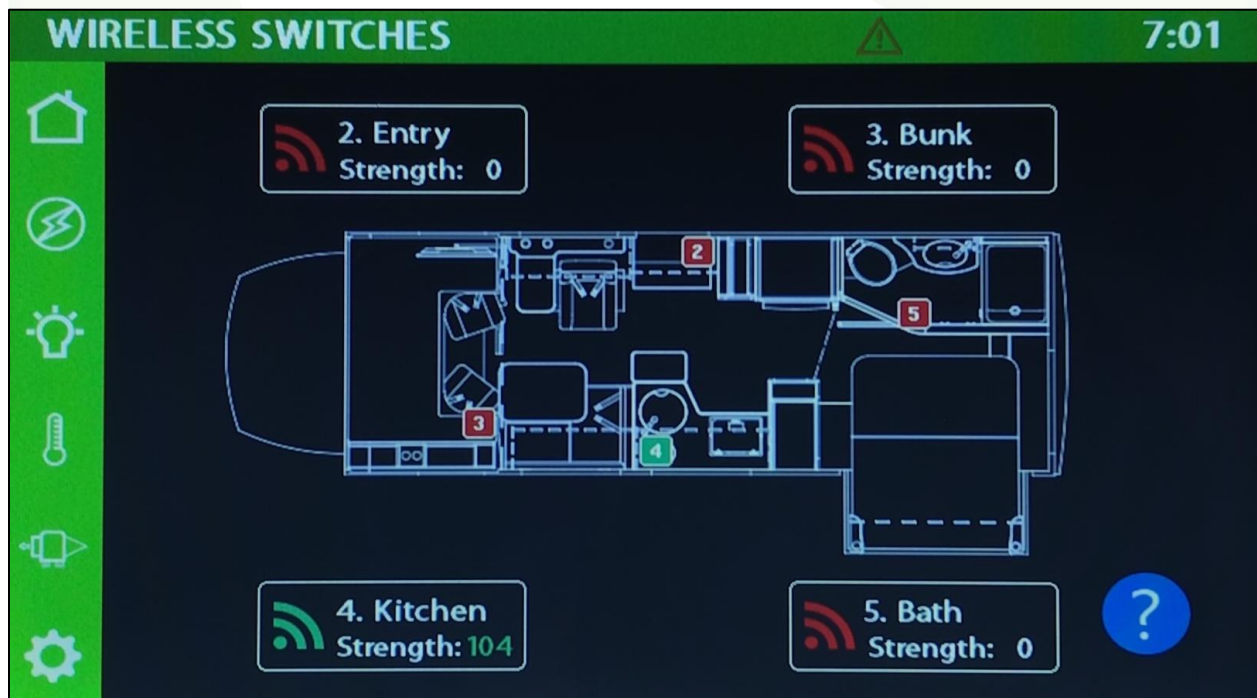 WIRELESS SWITCHES
7:01
2. Entry
Strength: 0
3. Bunk
Strength: 0
2
5
3
4
4. Kitchen
Strength: 104
5. Bath
Strength: 0
?